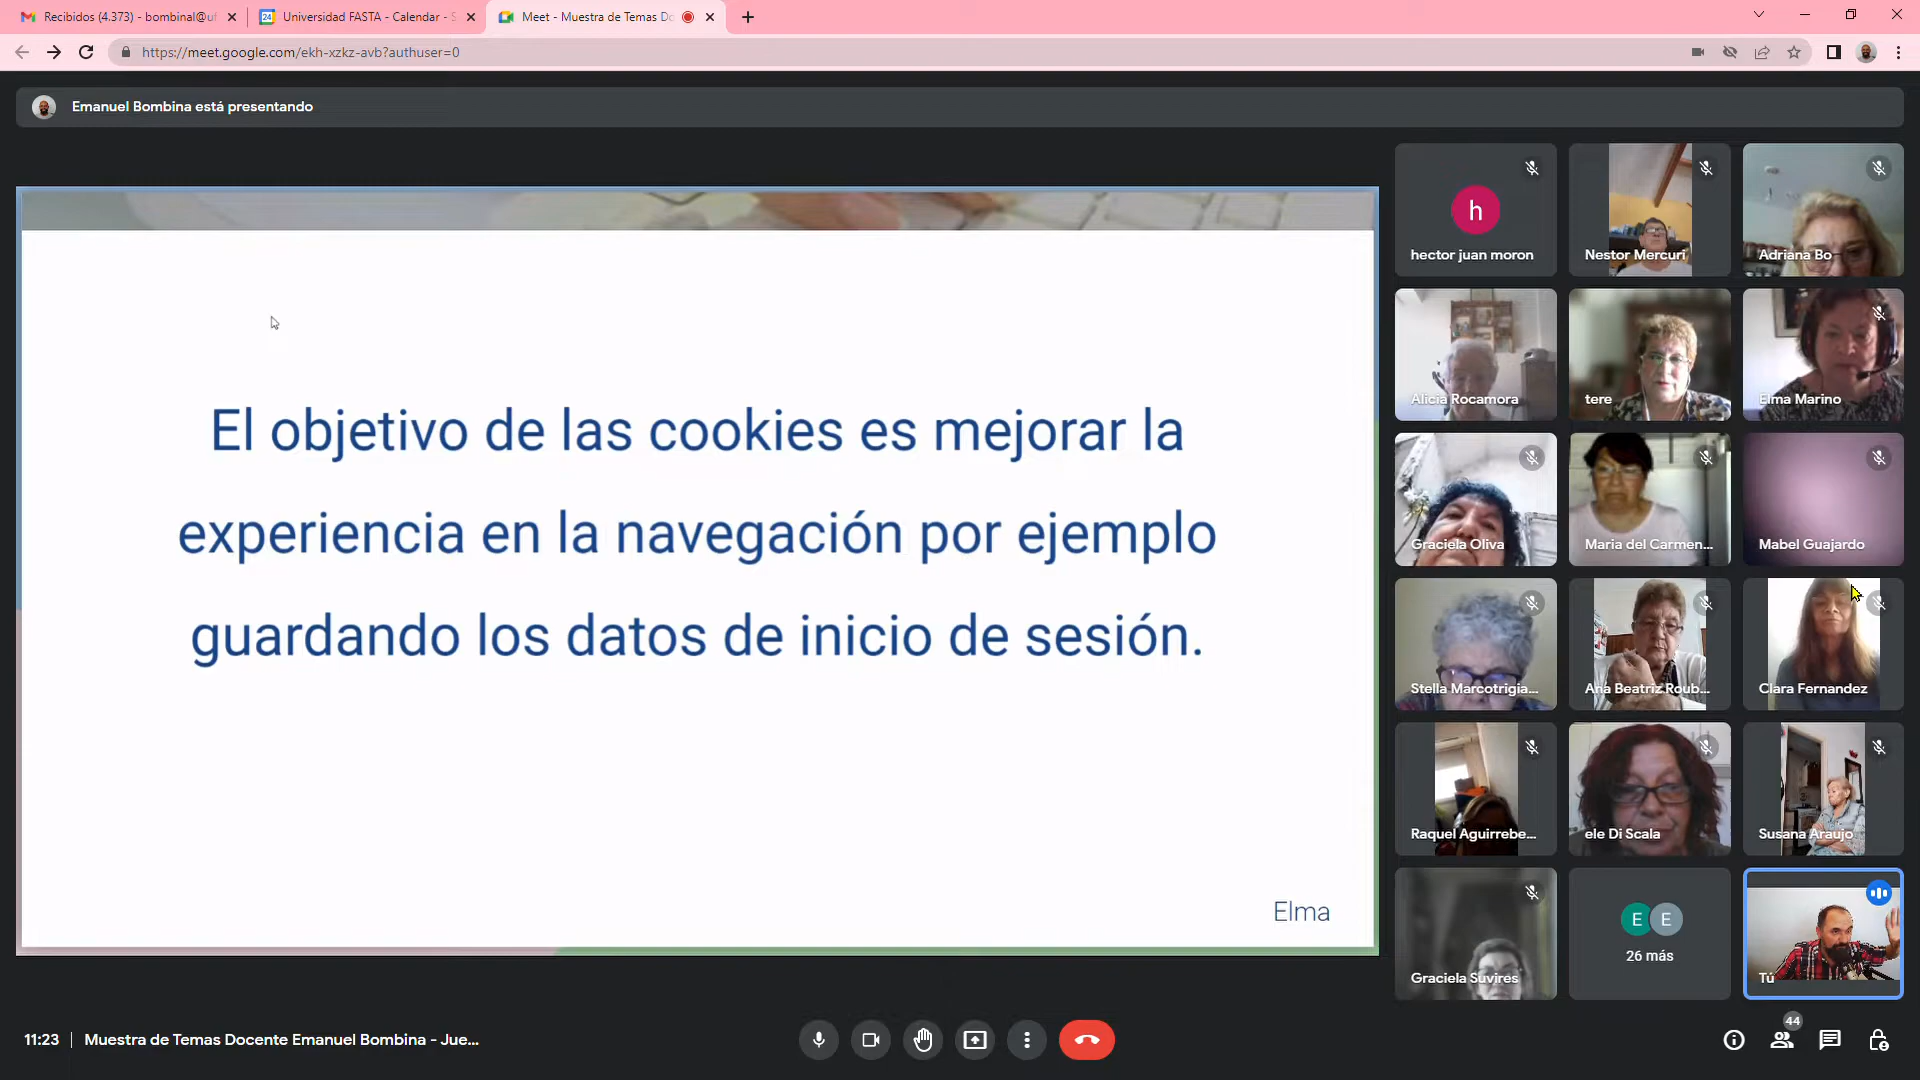 Recibidos (4.373) - bombinal@uf
Universidad FASTA - Calendar - S
Meet - Muestra de Temas Do
https://meet.google.com/ekh-xzkz-avb?authuser=0
Emanuel Bombina está presentando
El objetivo de las cookies es mejorar la
experiencia en la navegación por ejemplo
guardando los datos de inicio de sesión.
Elma
h
hector juan moron
Nestor Mercuri
Adriana Bo
Alicia Rocamora
tere
Elma Marino
Graciela Oliva
Maria del Carmen...
Mabel Guajardo
Stella Marcotrigia...
Ana Beatriz Roub...
Clara Fernandez
Raquel Aguirrebe...
ele Di Scala
Susana Araujo
Graciela Suvires
E E
26 más
Tú
11:23 | Muestra de Temas Docente Emanuel Bombina - Jue...
44